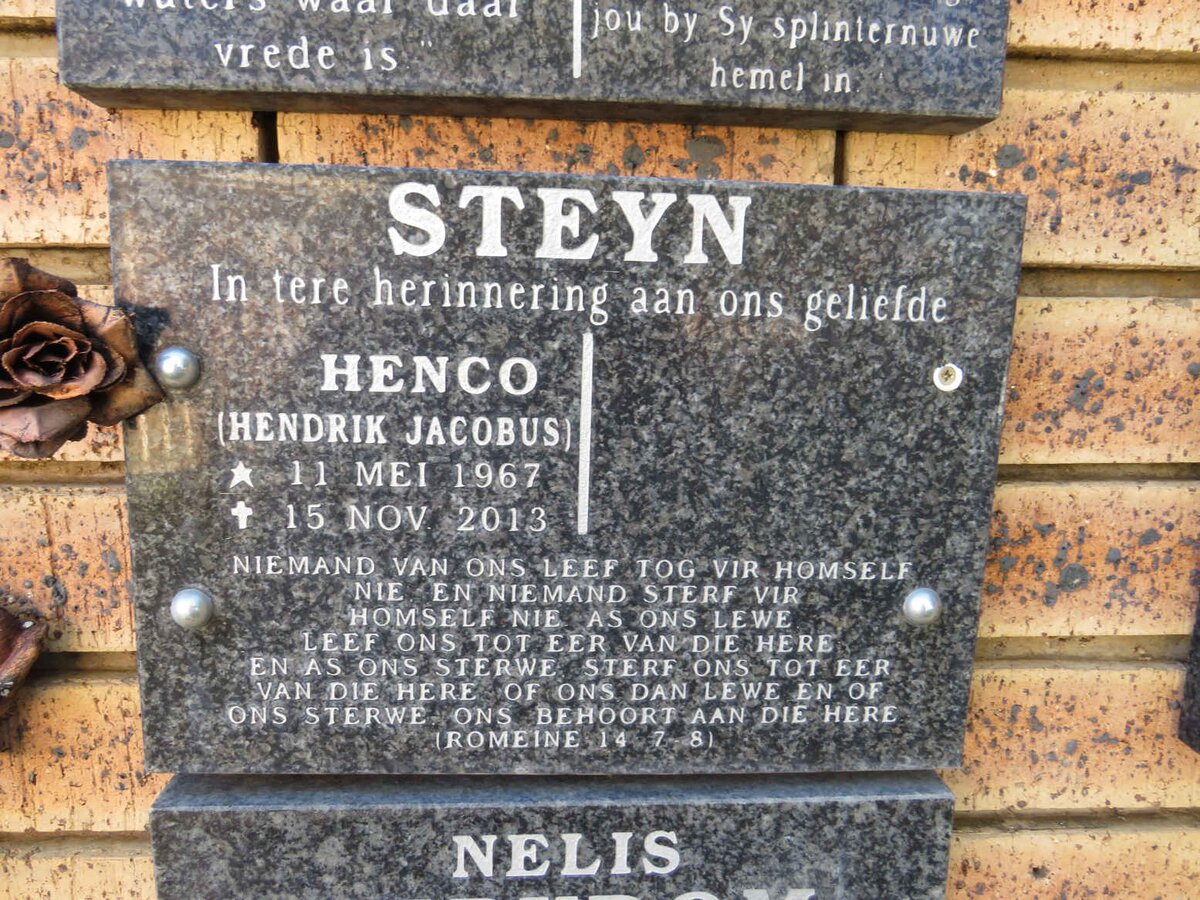 waters waar daar
vrede is"
jou by Sy splinternuwe
hemel in.
STEYN
In tere herinnering aan ons geliefde
HENCO
(HENDRIK JACOBUS)
11 MEI 1967
15 NOV. 2013
NIEMAND VAN ONS LEEF TOG VIR HOMSELF
NIE. EN NIEMAND STERF VIR
HOMSELF NIE. AS ONS LEWE
LEEF ONS TOT EER VAN DIE HERE
EN AS ONS STERWE, STERF ONS TOT EER
VAN DIE HERE. OF ONS DAN LEWE EN OF
ONS STERWE, ONS BEHOORT AAN DIE HERE
(ROMEINE 14 7-8)
NELIS